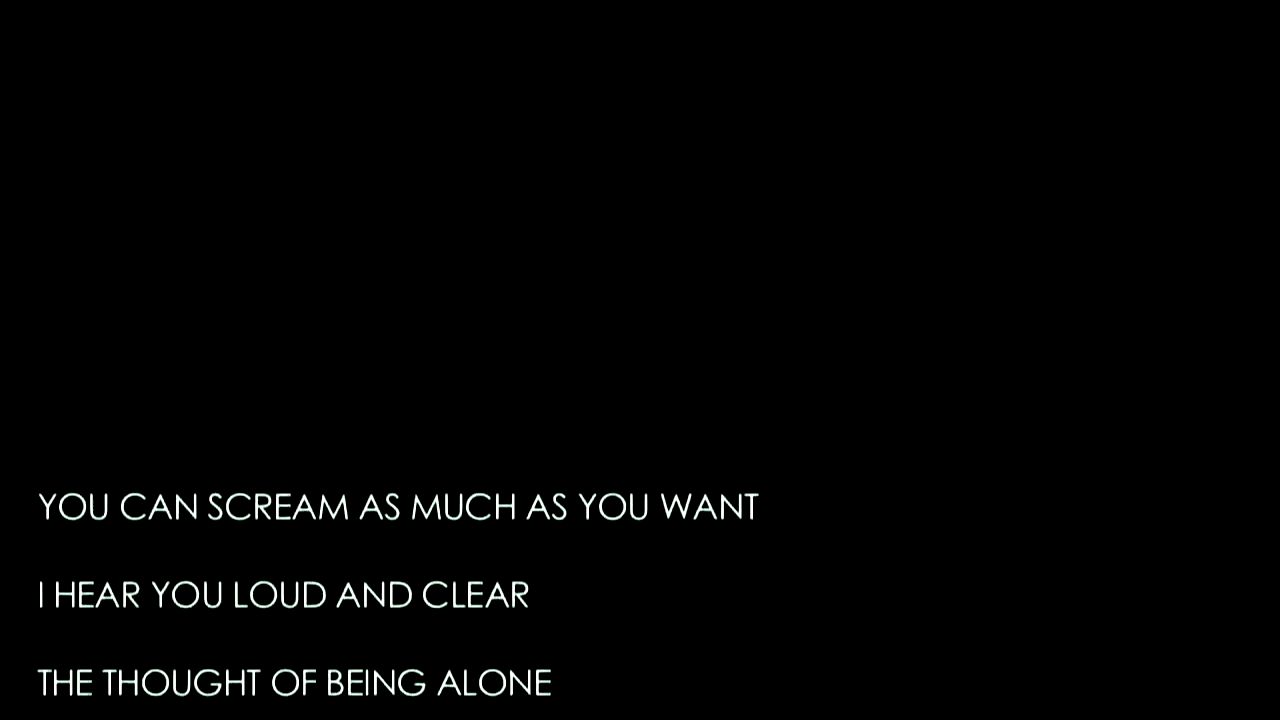 YOU CAN SCREAM AS MUCH AS YOU WANT
I HEAR YOU LOUD AND CLEAR
THE THOUGHT OF BEING ALONE